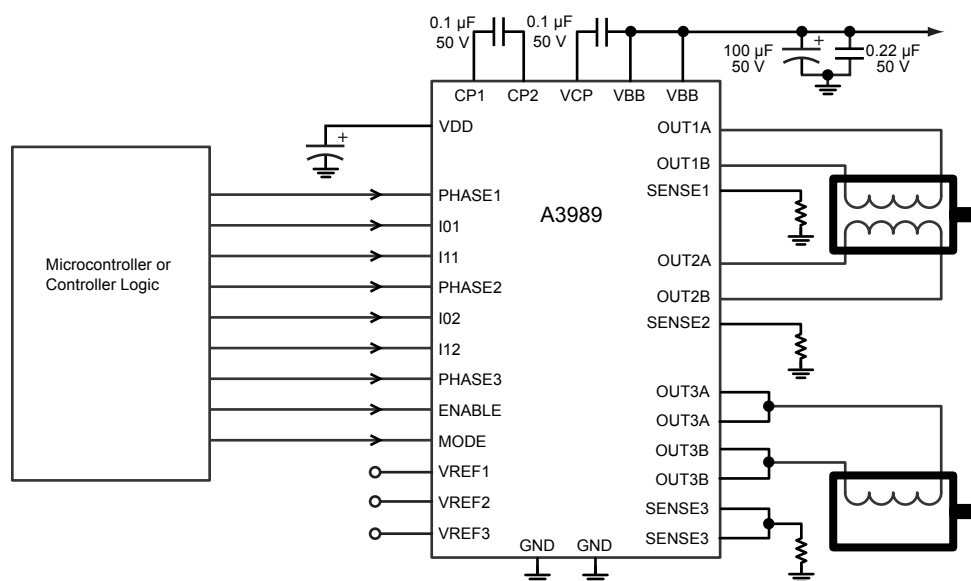 0.1 μF
50 V
0.1 μF
50 V
100 μF
50 V
+
0.22 μF
50 V
CP1
CP2
VCP
VBB
VBB
VDD
+
PHASE1
I01
I11
PHASE2
I02
I12
PHASE3
ENABLE
MODE
VREF1
VREF2
VREF3
Microcontroller or
Controller Logic
A3989
OUT1A
OUT1B
SENSE1
OUT2A
OUT2B
SENSE2
OUT3A
OUT3A
OUT3B
OUT3B
SENSE3
SENSE3
GND
GND